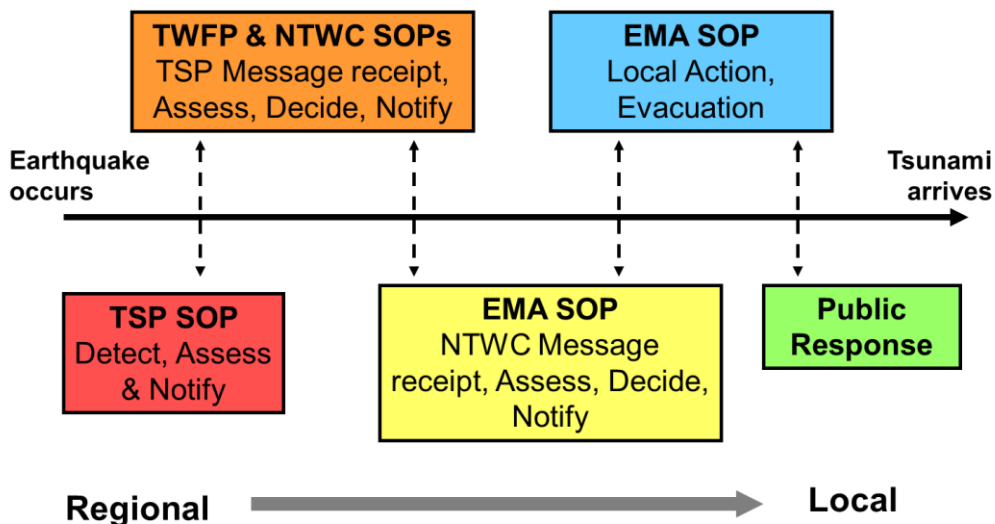 TWFP & NTWC SOPs
TSP Message receipt,
Assess, Decide, Notify
EMA SOP
Local Action,
Evacuation
Earthquake
occurs
Tsunami
arrives
TSP SOP
Detect, Assess
& Notify
EMA SOP
NTWC Message
receipt, Assess, Decide,
Notify
Public
Response
Regional
Local